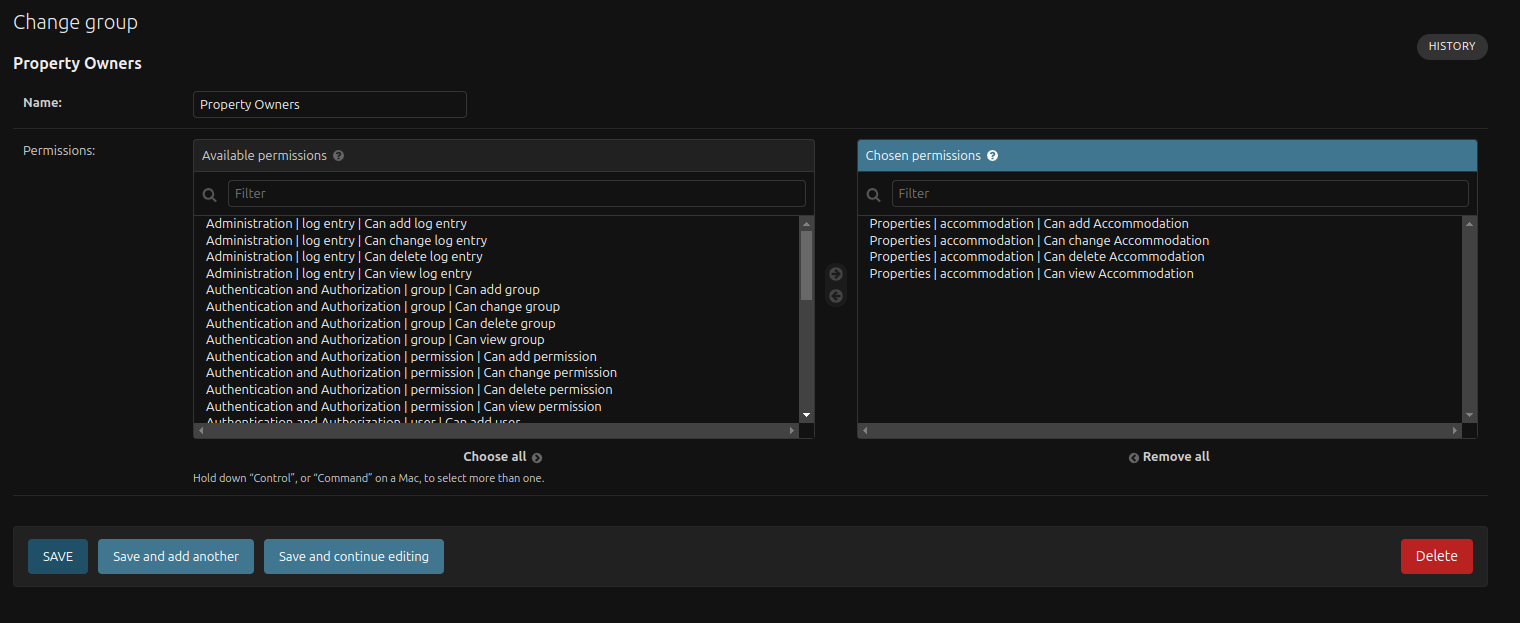 Change group
HISTORY
Property Owners
Name:
Property Owners
Permissions:
Available permissions ?
Filter
Administration | log entry | Can add log entry
Administration | log entry | Can change log entry
Administration | log entry | Can delete log entry
Administration | log entry | Can view log entry
Authentication and Authorization | group | Can add group
Authentication and Authorization | group | Can change group
Authentication and Authorization | group | Can delete group
Authentication and Authorization | group | Can view group
Authentication and Authorization | permission | Can add permission
Authentication and Authorization | permission | Can change permission
Authentication and Authorization | permission | Can delete permission
Authentication and Authorization | permission | Can view permission
Authentication and Authorization | user | Can add user
Choose all
Hold down “Control”, or “Command” on a Mac, to select more than one.
Chosen permissions ?
Filter
Properties | accommodation | Can add Accommodation
Properties | accommodation | Can change Accommodation
Properties | accommodation | Can delete Accommodation
Properties | accommodation | Can view Accommodation
Remove all
SAVE
Save and add another
Save and continue editing
Delete